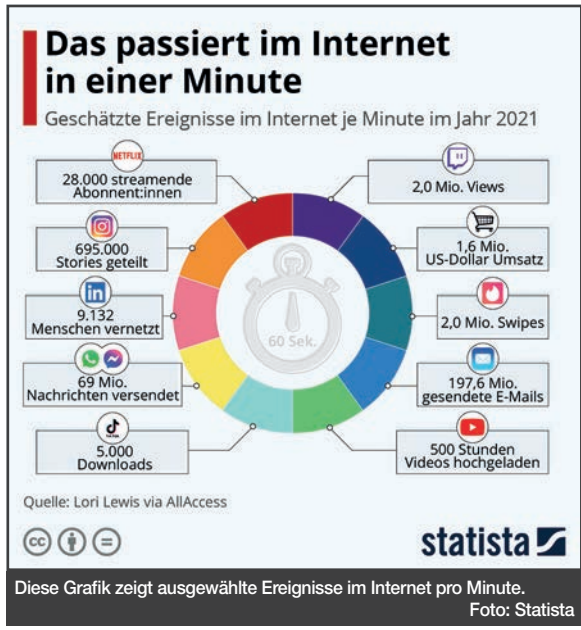 Das passiert im Internet
in einer Minute
Geschätzte Ereignisse im Internet je Minute im Jahr 2021
NETFLIX
28.000 streamende
Abonnent:innen
2,0 Mio. Views
695.000
Stories geteilt
1,6 Mio.
US-Dollar Umsatz
in
9.132
Menschen vernetzt
2,0 Mio. Swipes
60 Sek.
69 Mio.
Nachrichten versendet
197,6 Mio.
gesendete E-Mails
TikTok
5.000
Downloads
500 Stunden
Videos hochgeladen
Quelle: Lori Lewis via AllAccess
cc
statista
Diese Grafik zeigt ausgewählte Ereignisse im Internet pro Minute.
Foto: Statista